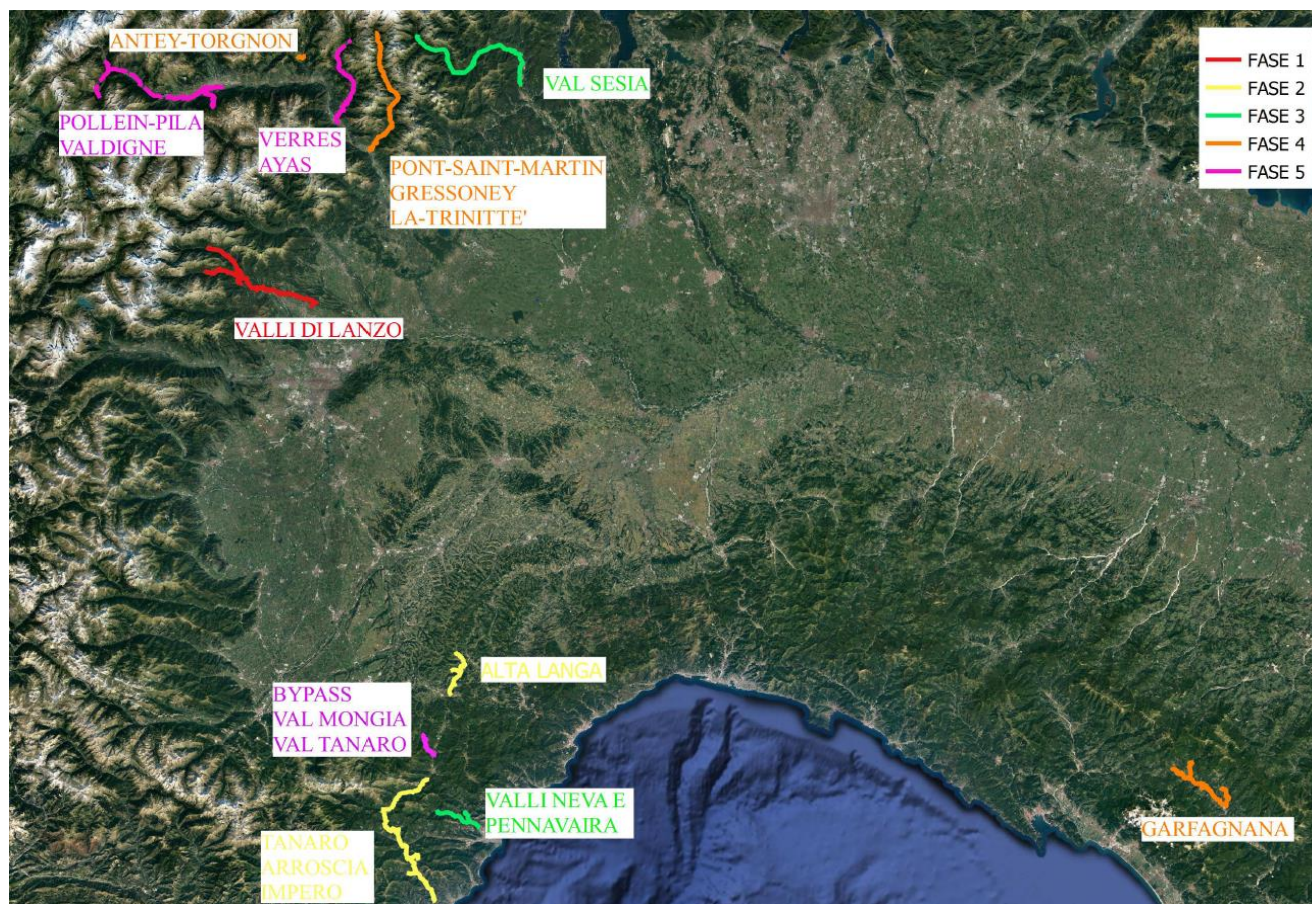 ANTEY-TORGNON
FASE 1
FASE 2
FASE 3
FASE 4
FASE 5
VAL SESIA
POLLEIN-PILA
VALDIGNE
VERRES
AYAS
PONT-SAINT-MARTIN
GRESSONEY
LA-TRINITTE'
VALLI DI LANZO
ALTA LANGA
BYPASS
VAL MONGIA
VAL TANARO
VALLI NEVA E
PENNAVAIRA
GARFAGNANA
TANARO
ARROSCIA
IMPERO